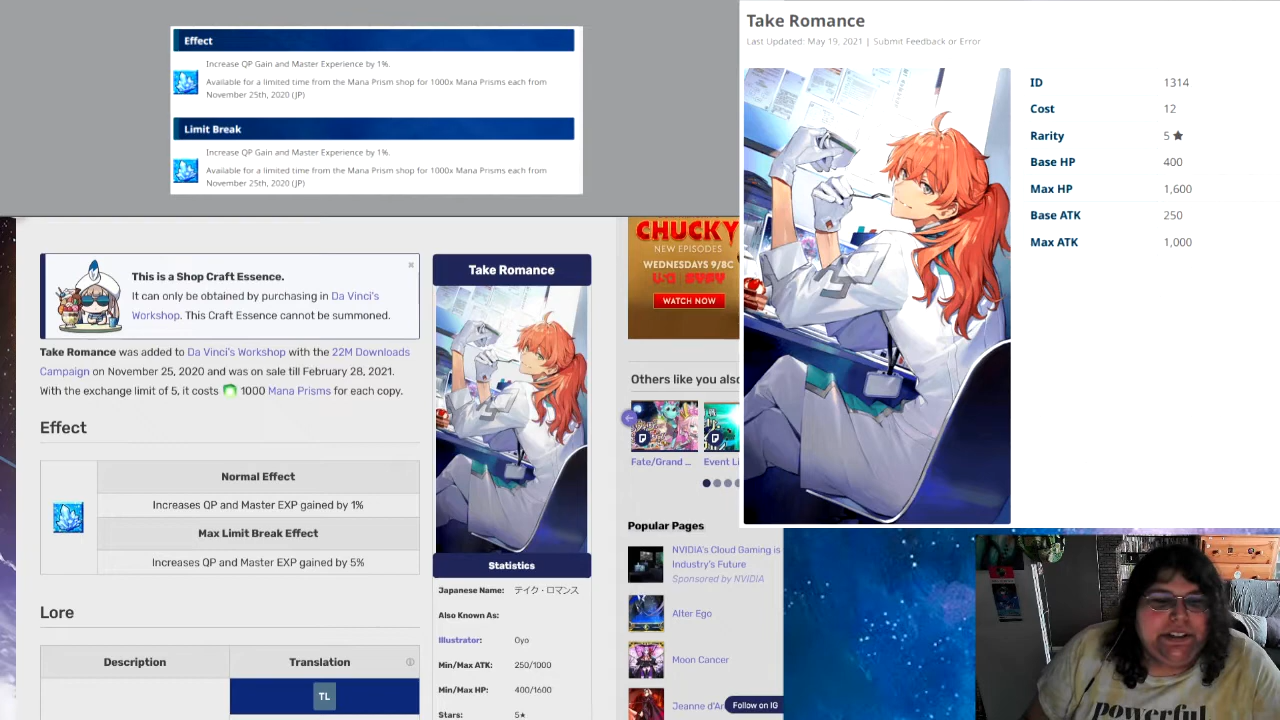 Effect
Increase QP Gain and Master Experience by 1%.
Available for a limited time from the Mana Prism shop for 1000x Mana Prisms each from
November 25th, 2020 (JP)
Limit Break
Increase QP Gain and Master Experience by 1%.
Available for a limited time from the Mana Prism shop for 1000x Mana Prisms each from
November 25th, 2020 (JP)
Take Romance
Last Updated: May 19, 2021 | Submit Feedback or Error
ID 1314
Cost 12
Rarity 5 ★
Base HP 400
Max HP 1,600
Base ATK 250
Max ATK 1,000
This is a Shop Craft Essence.
It can only be obtained by purchasing in Da Vinci's
Workshop. This Craft Essence cannot be summoned.
Take Romance was added to Da Vinci's Workshop with the 22M Downloads
Campaign on November 25, 2020 and was on sale till February 28, 2021.
With the exchange limit of 5, it costs 1000 Mana Prisms for each copy.
Effect
Normal Effect
Increases QP and Master EXP gained by 1%
Max Limit Break Effect
Increases QP and Master EXP gained by 5%
Lore
Description Translation
TL
Take Romance
Statistics
Japanese Name: テイク・ロマンス
Also Known As:
Illustrator: Oyo
Min/Max ATK: 250/1000
Min/Max HP: 400/1600
Stars: 5★
CHUCKY
NEW EPISODES
WEDNESDAYS 9/8C
WATCH NOW
Others like you also
Fate/Grand ...
Event Li
Popular Pages
NVIDIA's Cloud Gaming is
Industry's Future
Sponsored by NVIDIA
Alter Ego
Moon Cancer
Jeanne d'Ar
Follow on IG
powerful